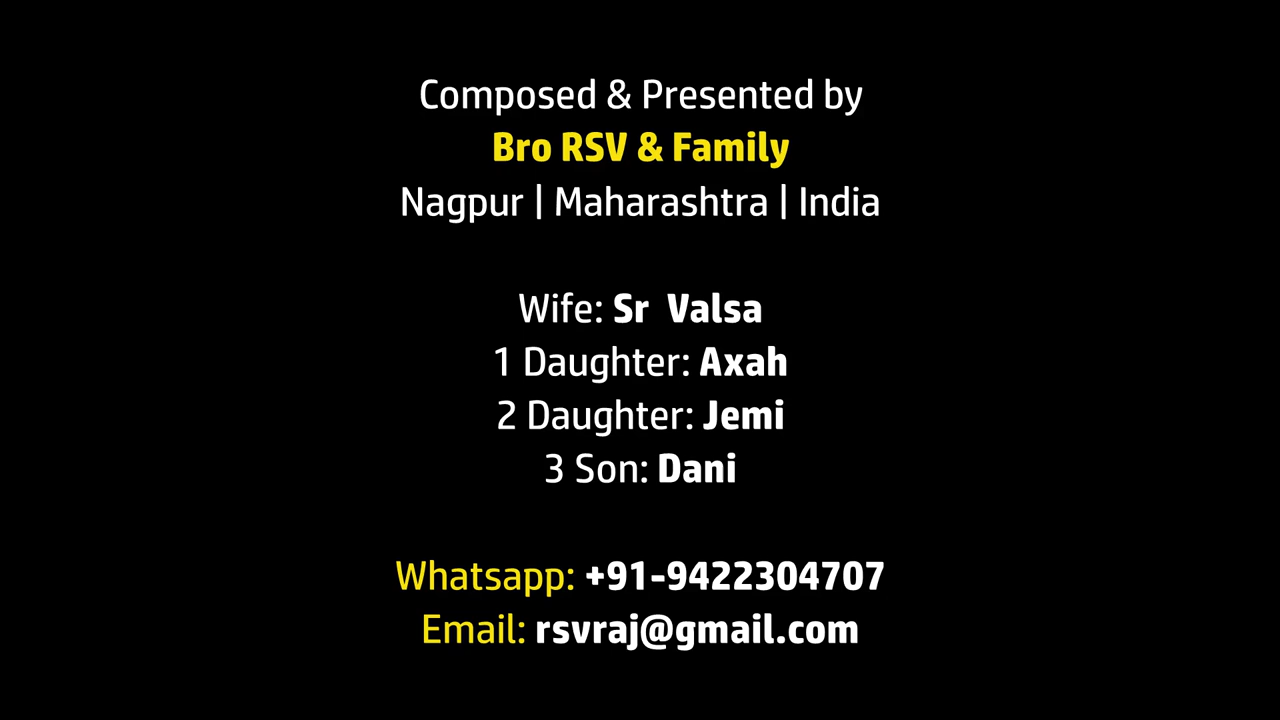 Composed & Presented by
Bro RSV & Family
Nagpur | Maharashtra | India
Wife: Sr  Valsa
1 Daughter: Axah
2 Daughter: Jemi
3 Son: Dani
Whatsapp: +91-9422304707
Email: rsvraj@gmail.com